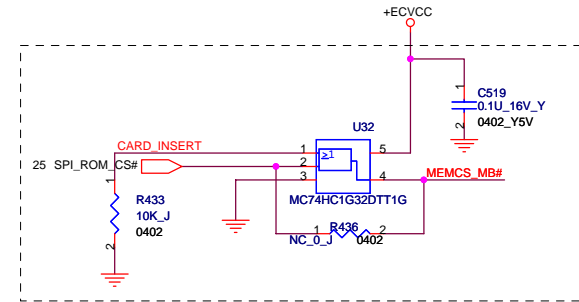 +ECVCC
C519
0.1U_16V_Y
0402_Y5V
1
2
U32
CARD_INSERT
1
5
≥1
25 SPI_ROM_CS#
2
3
4
MEMCS_MB#
MC74HC1G32DTT1G
1
R433
10K_J
0402
2
1
R436
2
NC_0_J
0402